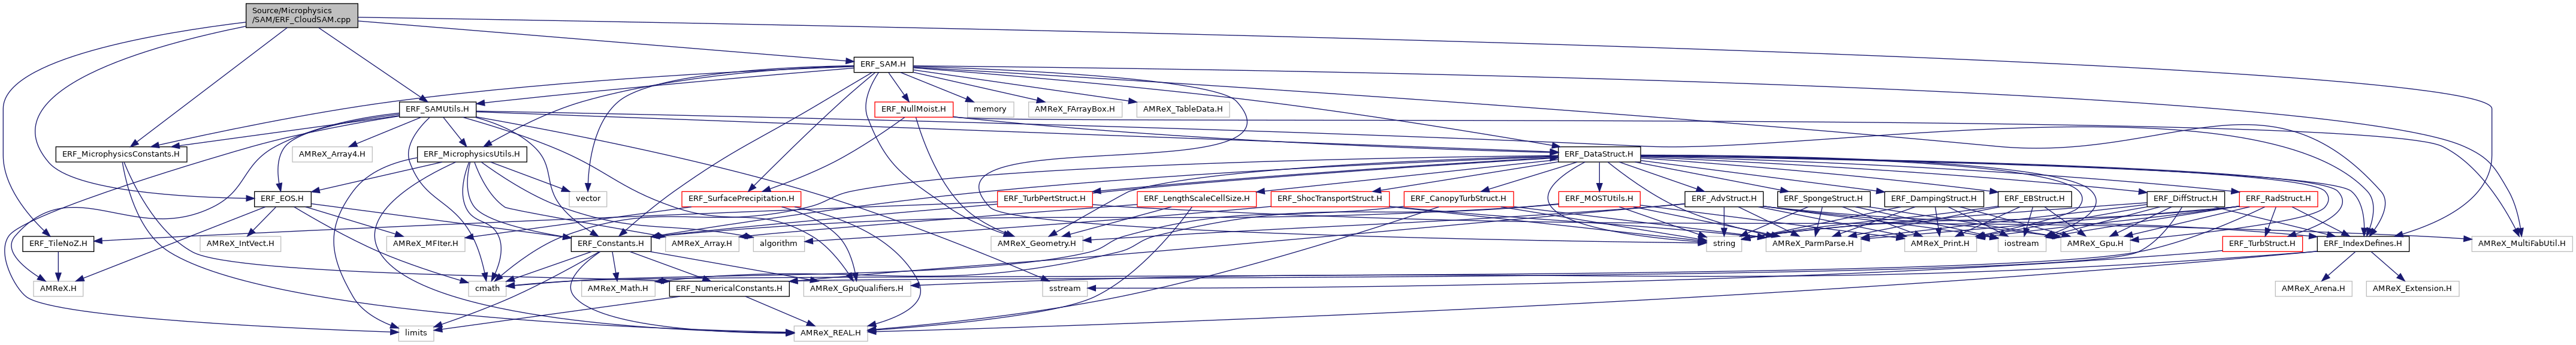 Source/Microphysics
/SAM/ERF_CloudSAM.cpp
ERF_SAM.H
ERF_SAMUtils.H
ERF_NullMoist.H
memory
AMReX_FArrayBox.H
AMReX_TableData.H
ERF_MicrophysicsConstants.H
AMReX_Array4.H
ERF_MicrophysicsUtils.H
ERF_DataStruct.H
ERF_EOS.H
vector
ERF_SurfacePrecipitation.H
ERF_TurbPertStruct.H
ERF_LengthScaleCellSize.H
ERF_ShocTransportStruct.H
ERF_CanopyTurbStruct.H
ERF_MOSTUtils.H
ERF_AdvStruct.H
ERF_SpongeStruct.H
ERF_DampingStruct.H
ERF_EBStruct.H
ERF_DiffStruct.H
ERF_RadStruct.H
ERF_TileNoZ.H
AMReX_IntVect.H
AMReX_MFIter.H
ERF_Constants.H
AMReX_Array.H
algorithm
AMReX_Geometry.H
string
AMReX_ParmParse.H
AMReX_Print.H
iostream
AMReX_Gpu.H
ERF_TurbStruct.H
ERF_IndexDefines.H
AMReX_MultiFabUtil.H
AMReX.H
cmath
AMReX_Math.H
ERF_NumericalConstants.H
AMReX_GpuQualifiers.H
sstream
AMReX_Arena.H
AMReX_Extension.H
limits
AMReX_REAL.H